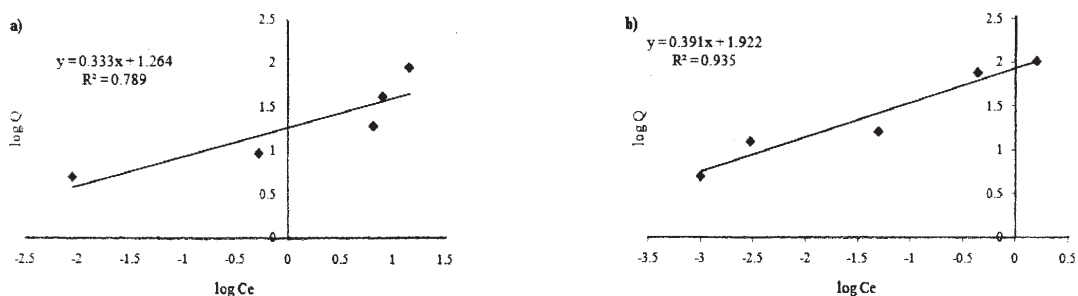 a)
y = 0.333x + 1.264
R² = 0.789
2.5
2
1.5
1
0.5
0
log Q
-2.5 -2 -1.5 -1 -0.5 0 0.5 1 1.5
log Ce
b)
y = 0.391x + 1.922
R² = 0.935
2.5
2
1.5
1
0.5
0
log Q
-3.5 -3 -2.5 -2 -1.5 -1 -0.5 0 0.5
log Ce